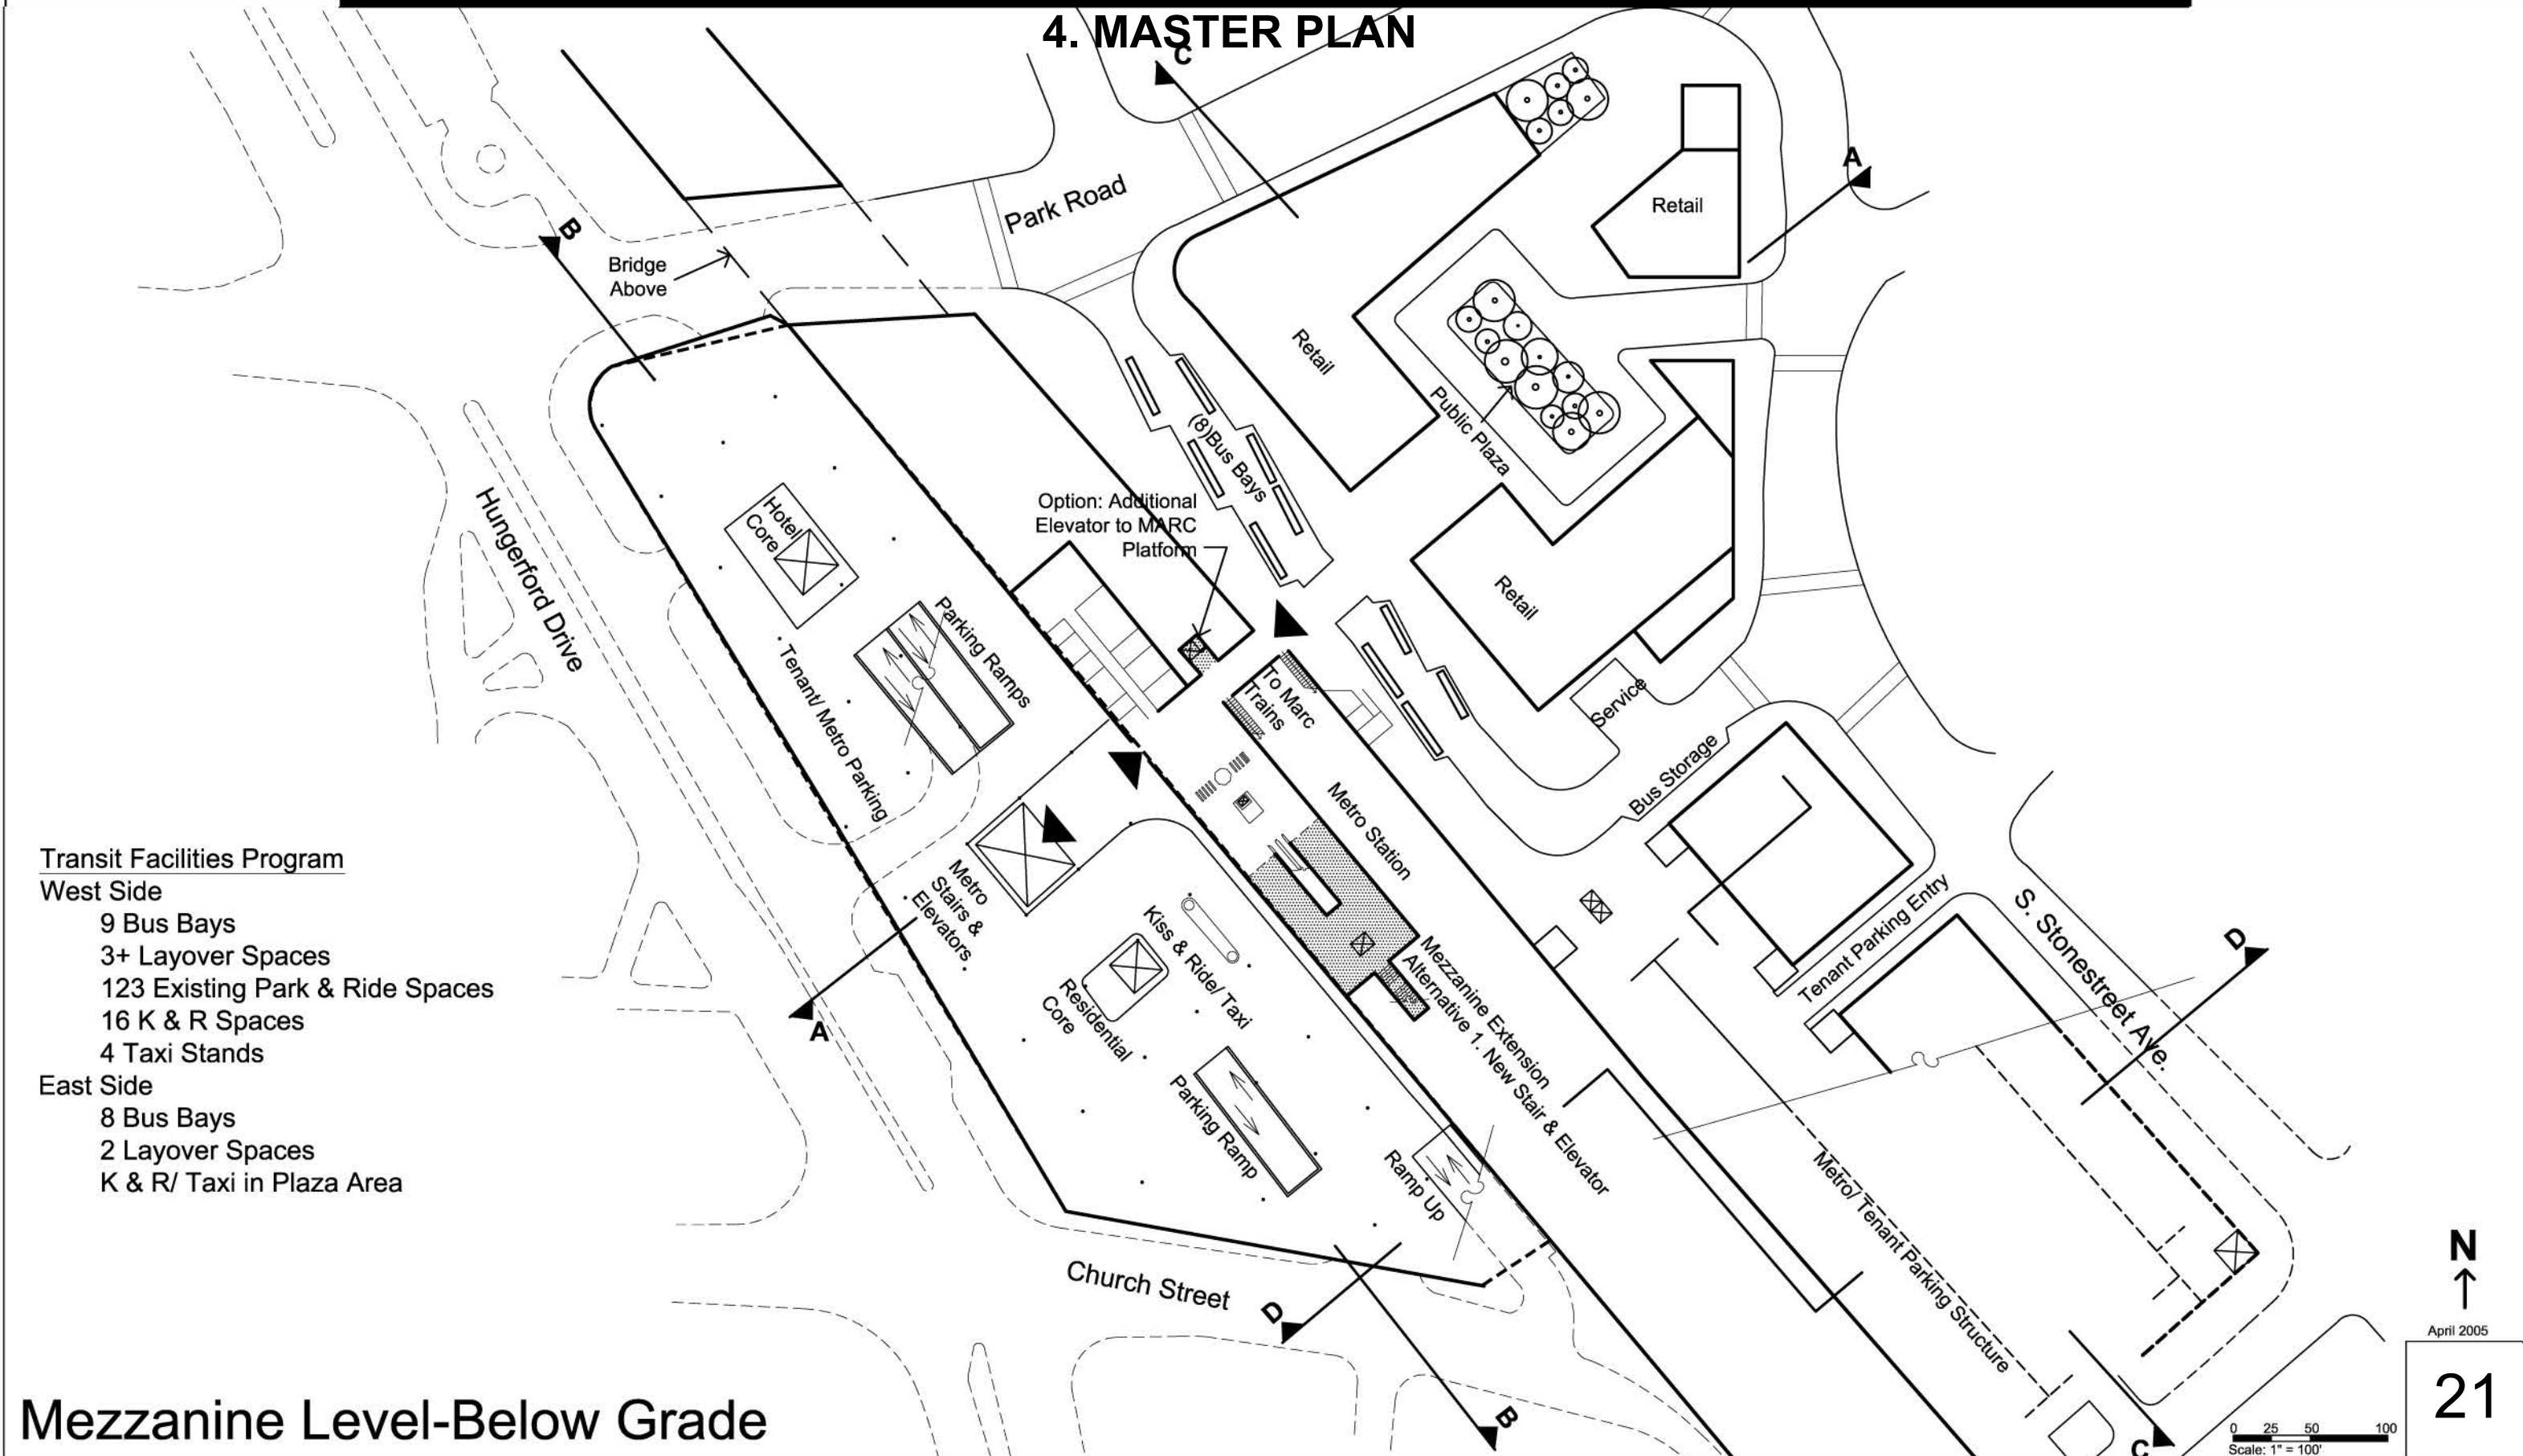 4. MASTER PLAN
C
A
Park Road
Retail
B
Bridge
Above
Retail
(8)Bus Bays
Public Plaza
Option: Additional
Elevator to MARC
Platform
Hungerford Drive
Hotel
Core
Parking Ramps
Retail
Tenant/ Metro Parking
To Marc
Trains
Service
Bus Storage
Metro Station
Metro
Stairs &
Elevators
Kiss & Ride/ Taxi
Residential
Core
Mezzanine Extension
Alternative 1. New Stair & Elevator
Tenant Parking Entry
S. Stonestreet Ave.
D
A
Parking Ramp
Ramp Up
Metro/ Tenant Parking Structure
Transit Facilities Program
West Side
9 Bus Bays
3+ Layover Spaces
123 Existing Park & Ride Spaces
16 K & R Spaces
4 Taxi Stands
East Side
8 Bus Bays
2 Layover Spaces
K & R/ Taxi in Plaza Area
Church Street
D
B
C
N
April 2005
21
0 25 50 100
Scale: 1" = 100'
Mezzanine Level-Below Grade